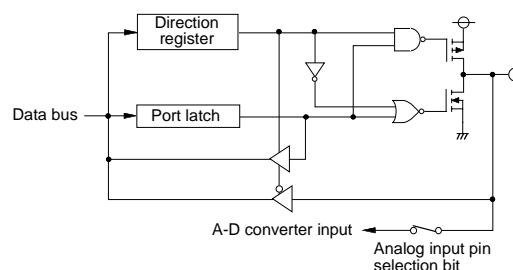 Direction
register
Data bus
Port latch
A-D converter input
Analog input pin
selection bit